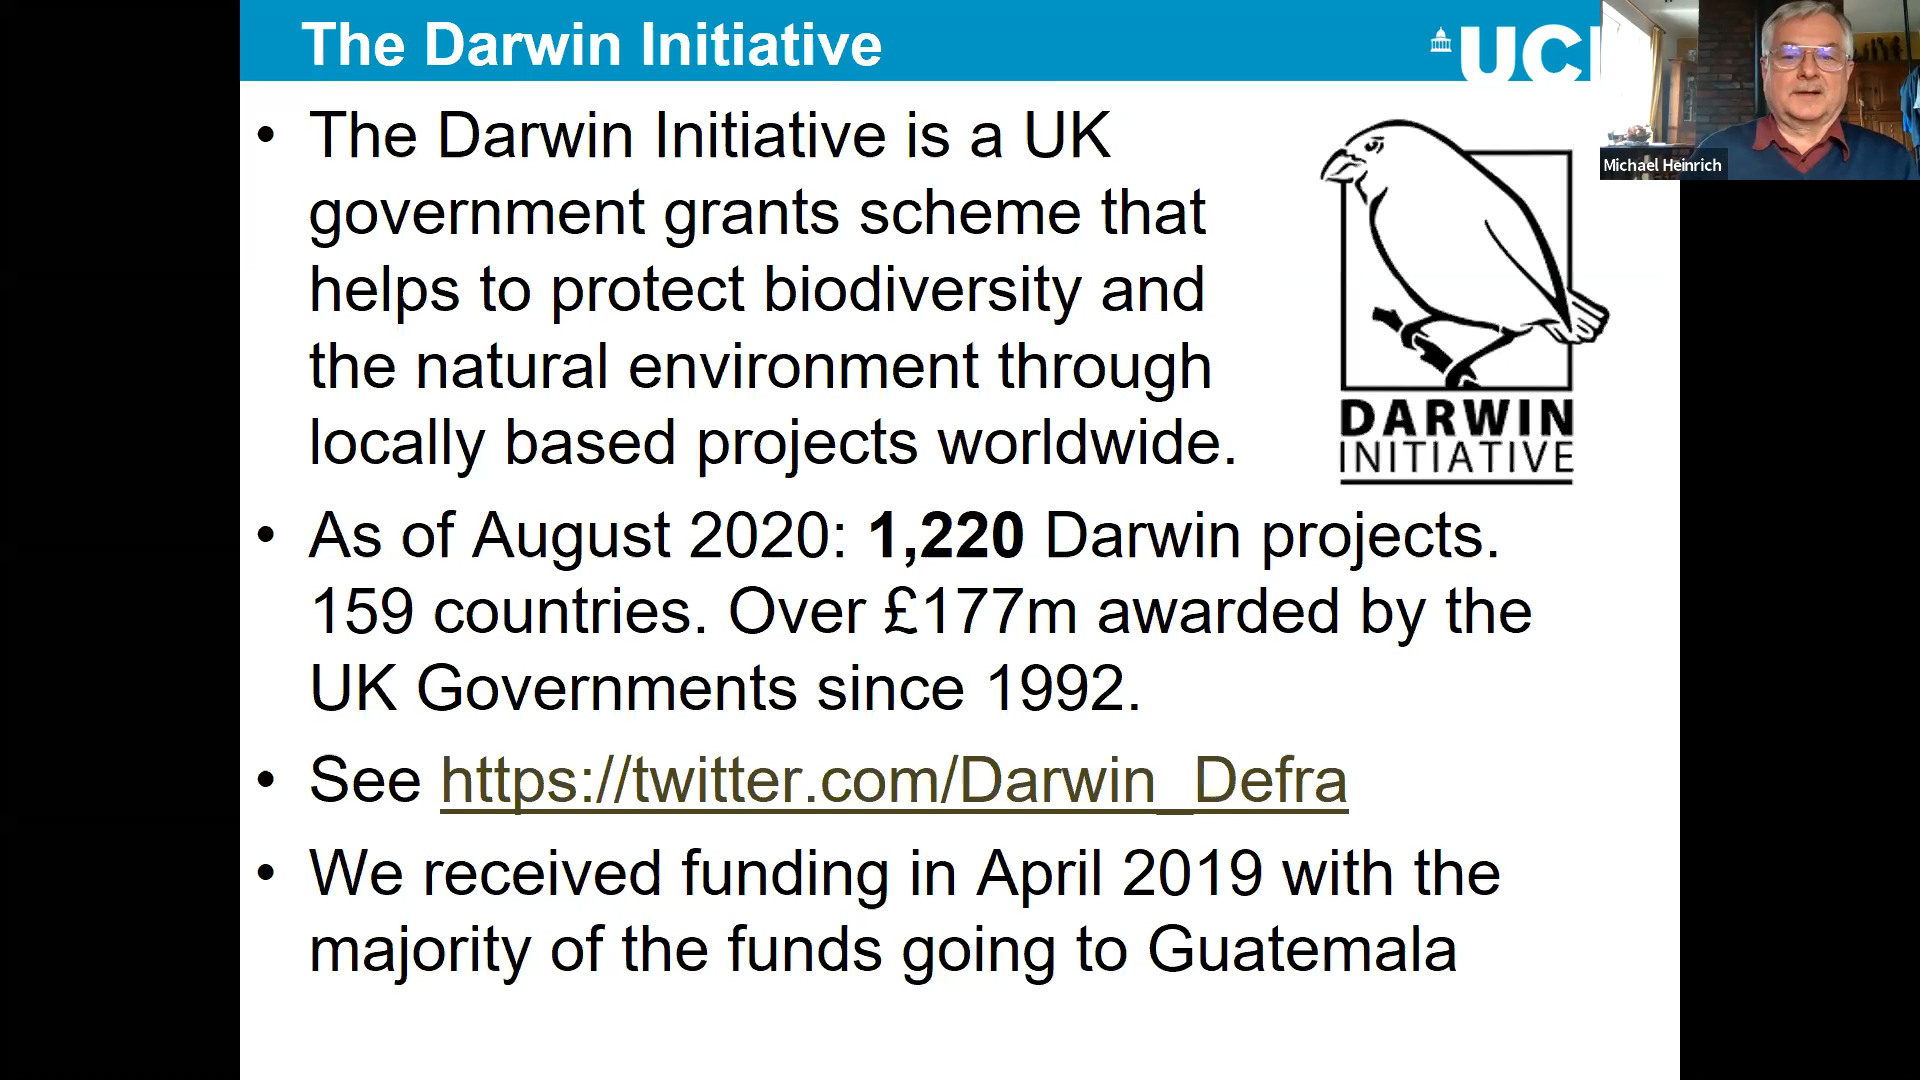 The Darwin Initiative
UCL
Michael Heinrich
• The Darwin Initiative is a UK
government grants scheme that
helps to protect biodiversity and
the natural environment through
locally based projects worldwide.
DARWIN
INITIATIVE
• As of August 2020: 1,220 Darwin projects.
159 countries. Over £177m awarded by the
UK Governments since 1992.
• See https://twitter.com/Darwin_Defra
• We received funding in April 2019 with the
majority of the funds going to Guatemala